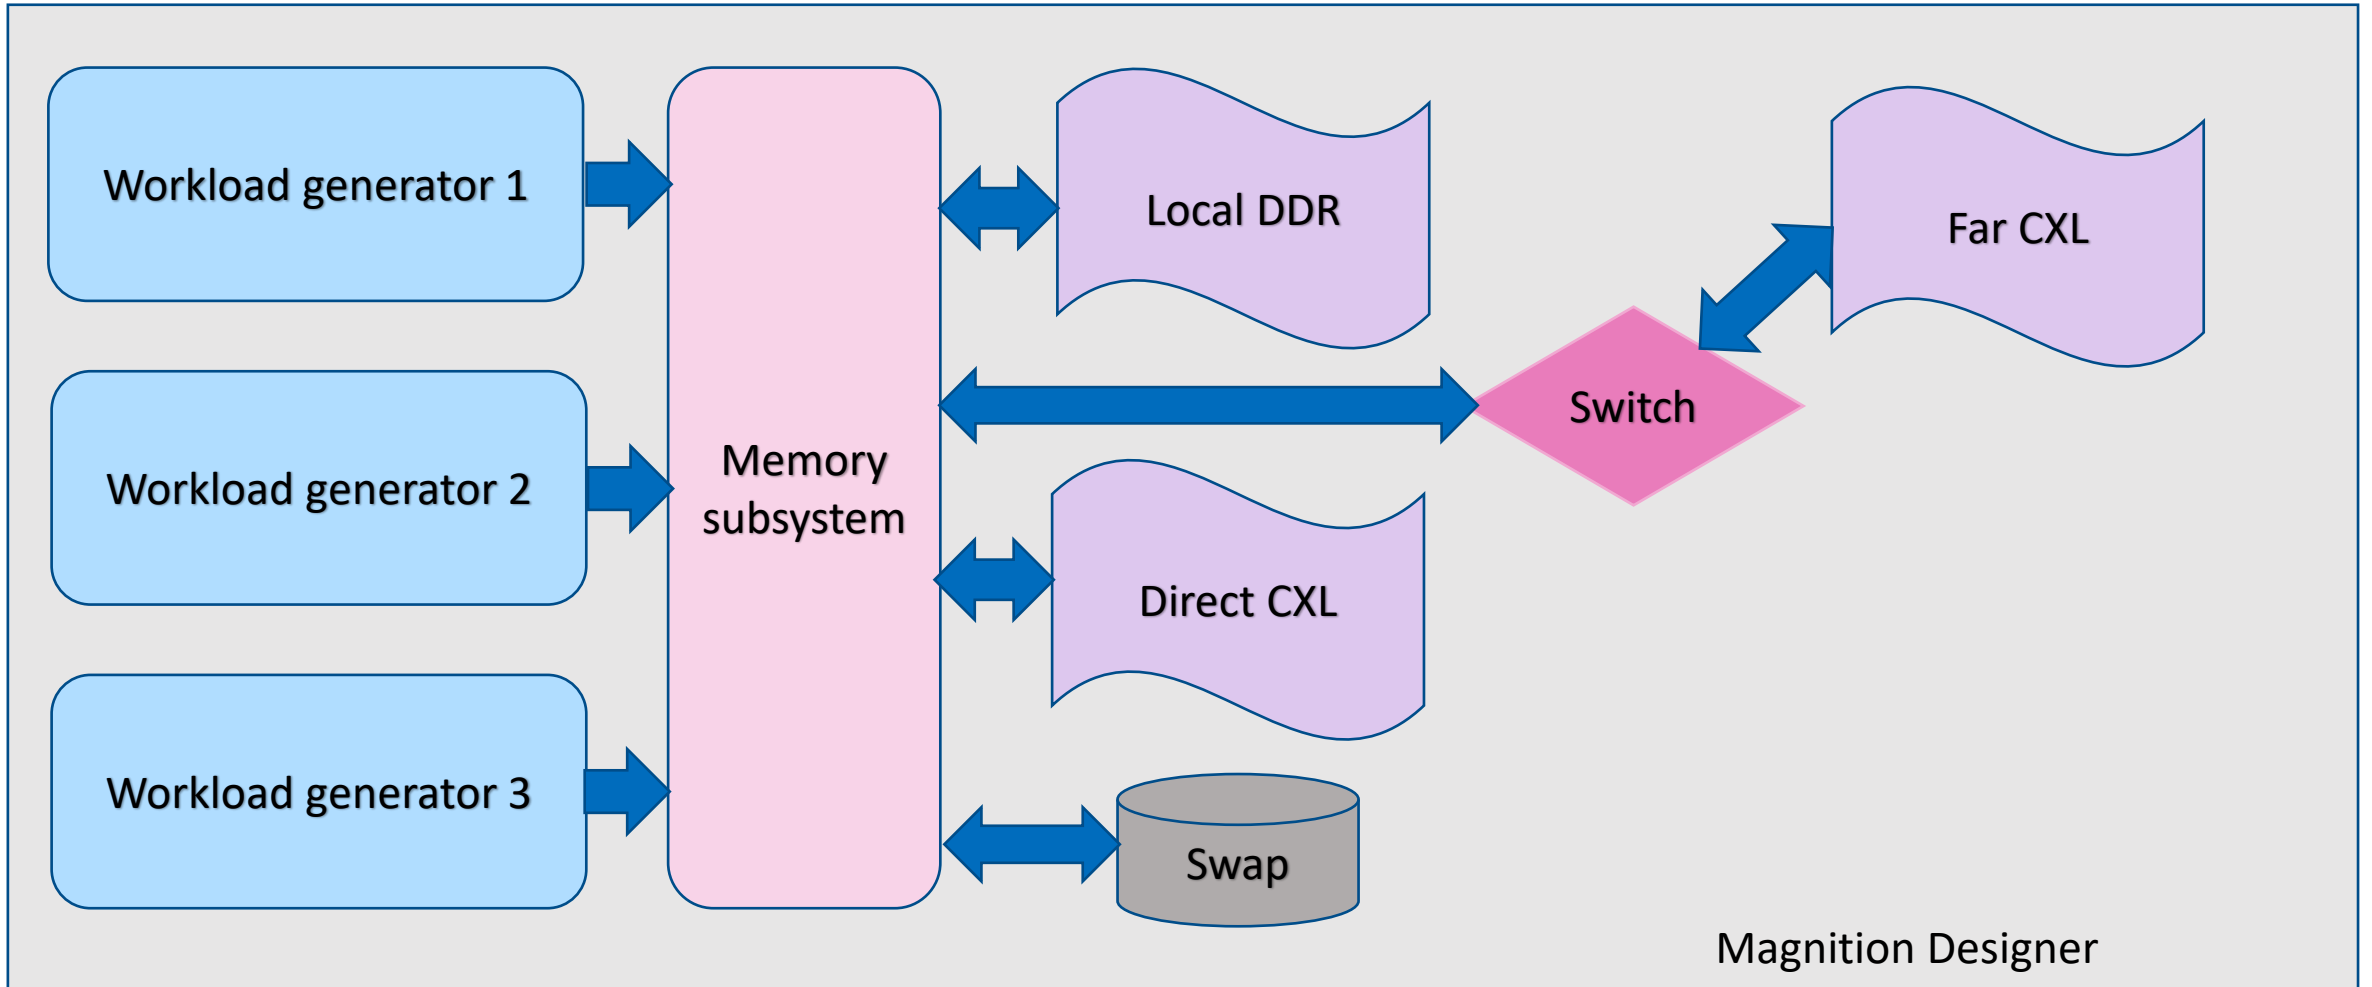 Workload generator 1
Workload generator 2
Workload generator 3
Memory
subsystem
Local DDR
Far CXL
Switch
Direct CXL
Swap
Magnition Designer